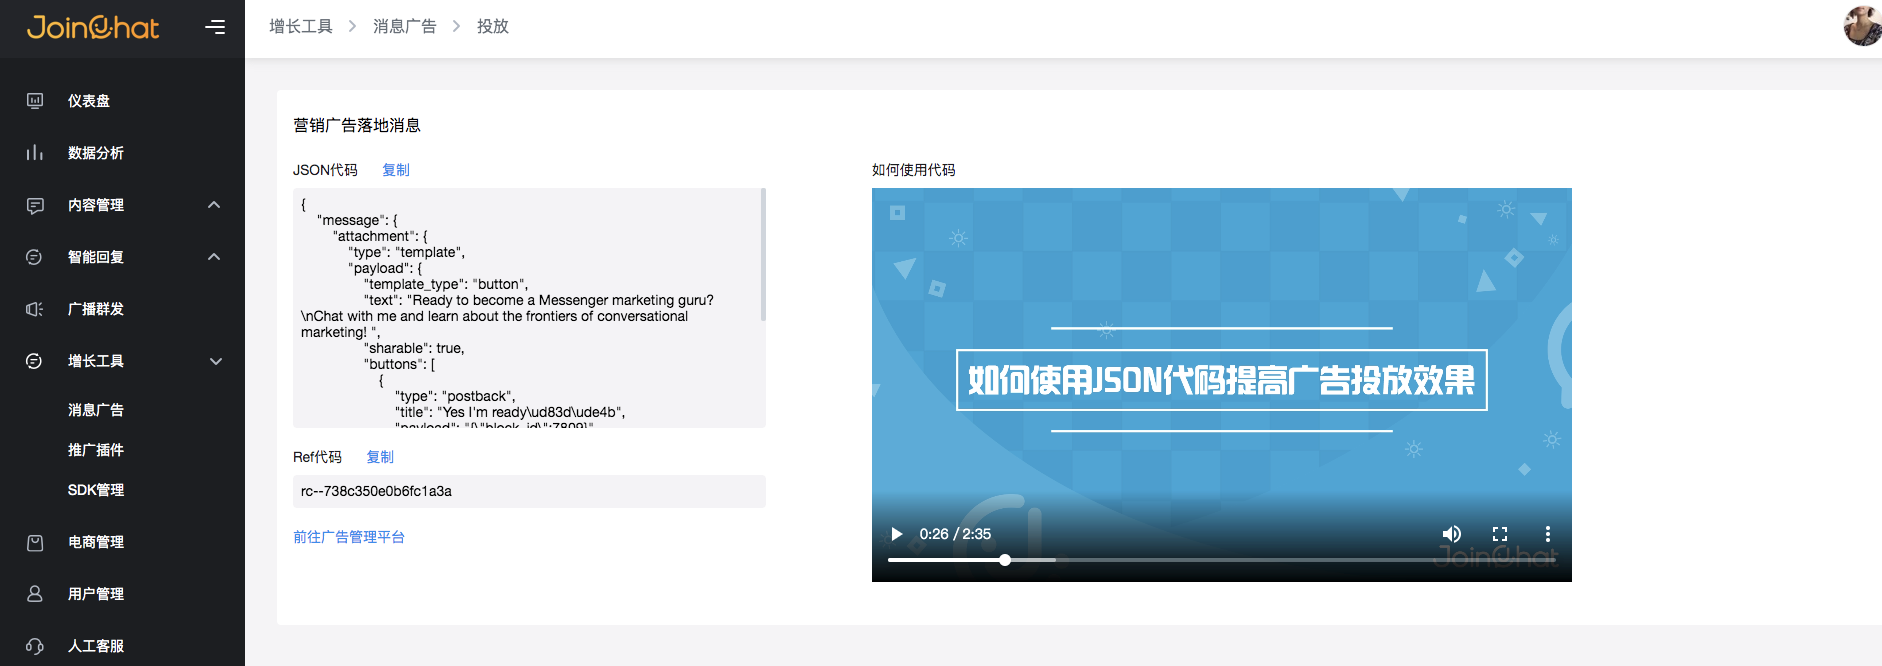 JoinChat
增长工具 > 消息广告 > 投放
仪表盘
数据分析
内容管理
智能回复
广播群发
增长工具
消息广告
推广插件
SDK管理
电商管理
用户管理
人工客服
营销广告落地消息
JSON代码 复制
{
"message": {
"attachment": {
"type": "template",
"payload": {
"template_type": "button",
"text": "Ready to become a Messenger marketing guru?
\nChat with me and learn about the frontiers of conversational
marketing! ",
"sharable": true,
"buttons": [
{
"type": "postback",
"title": "Yes I'm ready\ud83d\ude4b",
"payload": "{\"block_id\":7809}"
Ref代码 复制
rc--738c350e0b6fc1a3a
前往广告管理平台
如何使用代码
如何使用JSON代码提高广告投放效果
0:26 / 2:35
JoinChat